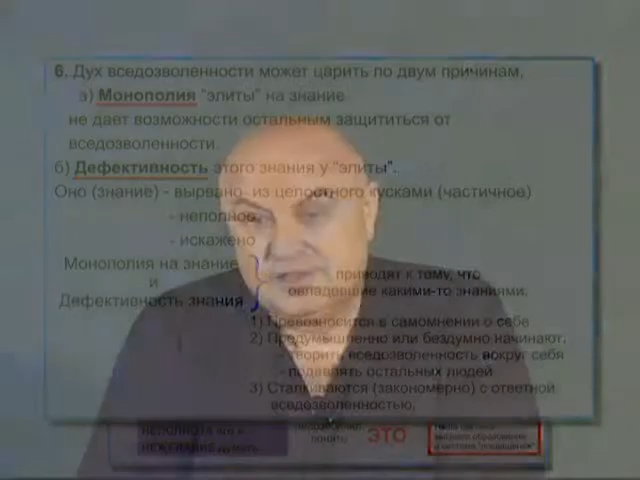 6. Дух вседозволенности может царить по двум причинам,
а) Монополия "элиты" на знание
не дает возможности остальным защититься от
вседозволенности.
б) Дефективность этого знания у "элиты".
Оно (знание) - вырвано из целостного кусками (частичное)
- неполное
- искажено
Монополия на знание
и
Дефективность знания
приводят к тому, что
овладевшие какими-то знаниями:
1) Превозносится в самомнении о себе
2) Предумышленно или бездумно начинают:
- творить вседозволенность вокруг себя
- подавлять остальных людей
3) Сталкиваются (закономерно) с ответной
вседозволенностью,
ЭТО